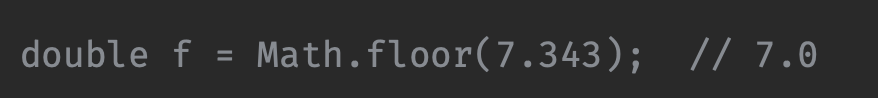 double f = Math.floor(7.343);  // 7.0